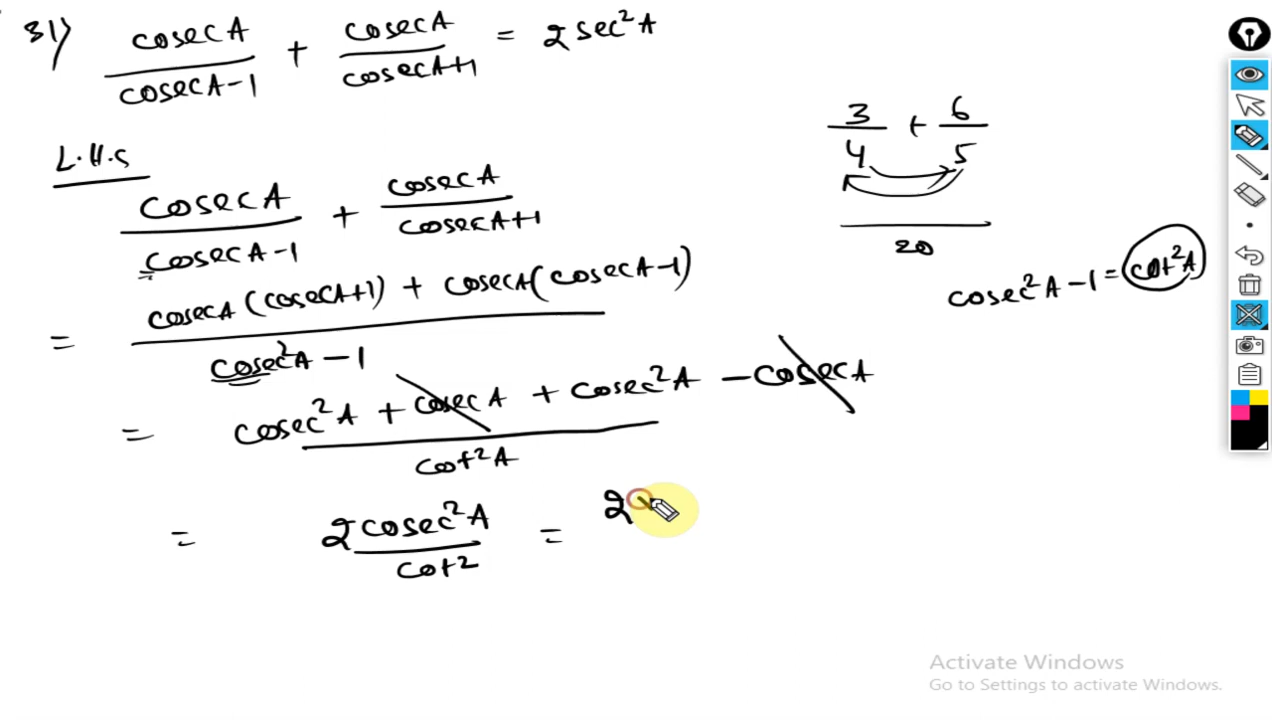 31) cosecA/cosecA-1 + cosecA/cosecA+1 = 2sec²A
L.H.S
cosecA/cosecA-1 + cosecA/cosecA+1
= cosecA(cosecA+1) + cosecA(cosecA-1)/cosec²A-1
= cosec²A + cosecA + cosec²A - cosecA/cot²A
= 2cosec²A/cot² = 2
3/4 + 6/5
20
cosec²A-1=cot²A
Activate Windows
Go to Settings to activate Windows.